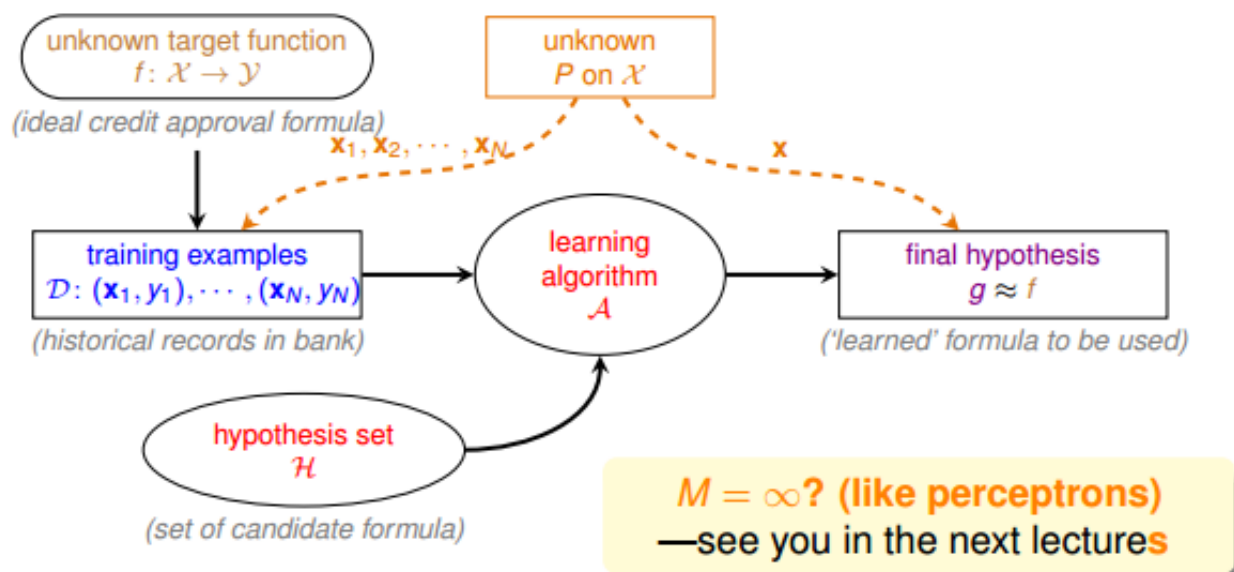 unknown target function
f: 𝒳 → 𝒴
(ideal credit approval formula)
unknown
P on 𝒳
x₁, x₂, ⋯ , x_N
x
training examples
𝒟: (x₁, y₁), ⋯ , (x_N, y_N)
(historical records in bank)
learning
algorithm
𝒜
final hypothesis
g ≈ f
('learned' formula to be used)
hypothesis set
ℋ
(set of candidate formula)
M = ∞? (like perceptrons)
—see you in the next lectures